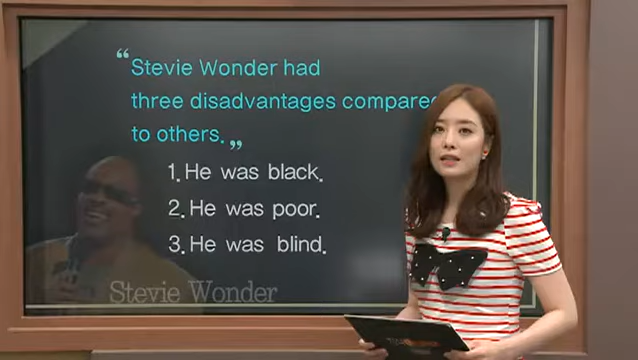 “Stevie Wonder had
three disadvantages compared
to others.”
1. He was black.
2. He was poor.
3. He was blind.
Stevie Wonder